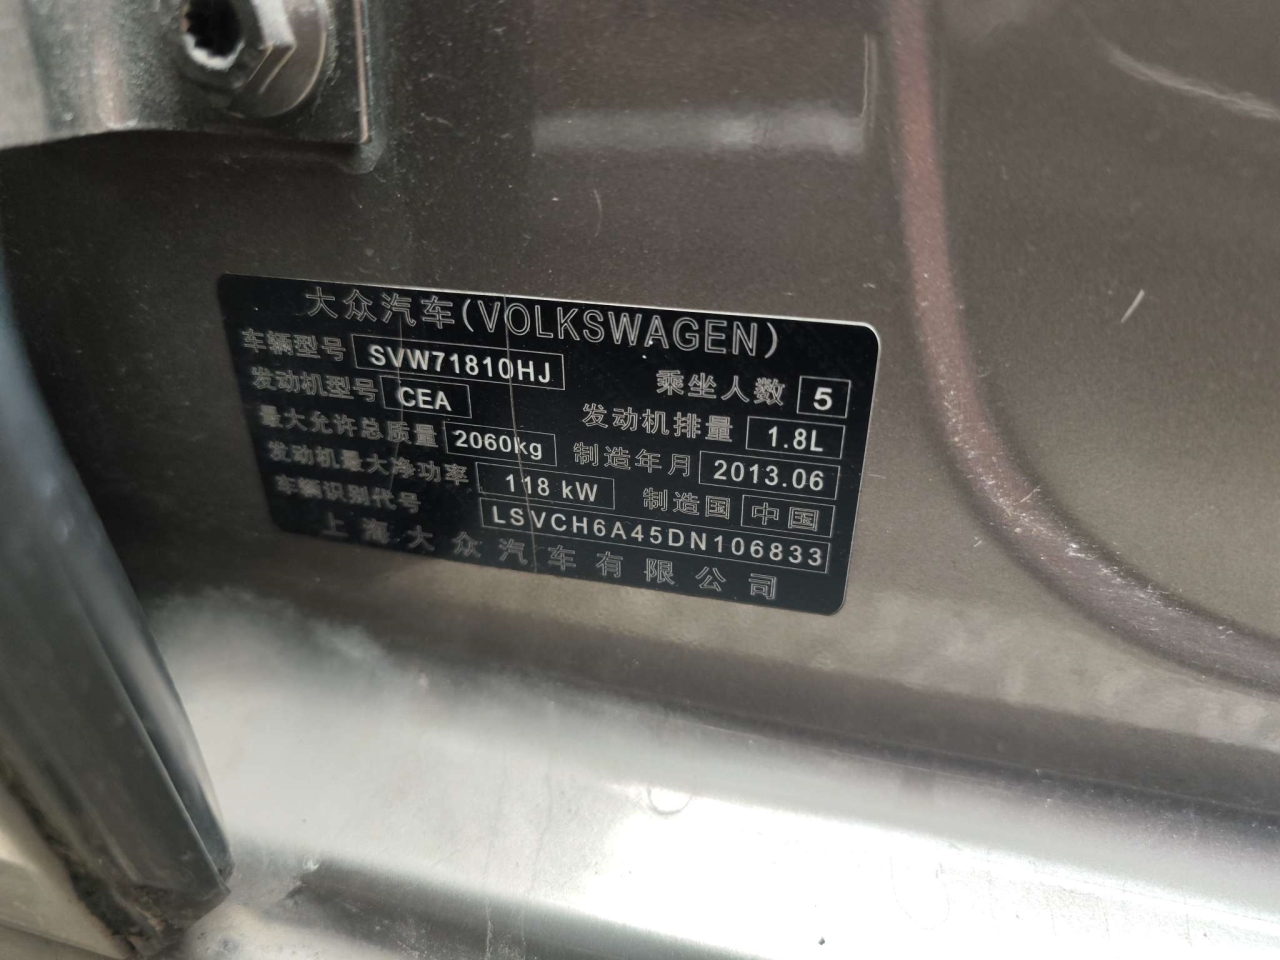 大众汽车(VOLKSWAGEN)
车辆型号 SVW71810HJ 乘坐人数 5
发动机型号 CEA 发动机排量 1.8L
最大允许总质量 2060kg 制造年月 2013.06
发动机最大净功率 118 kW 制造国 中国
车辆识别代号 LSVCH6A45DN106833
上海大众汽车有限公司